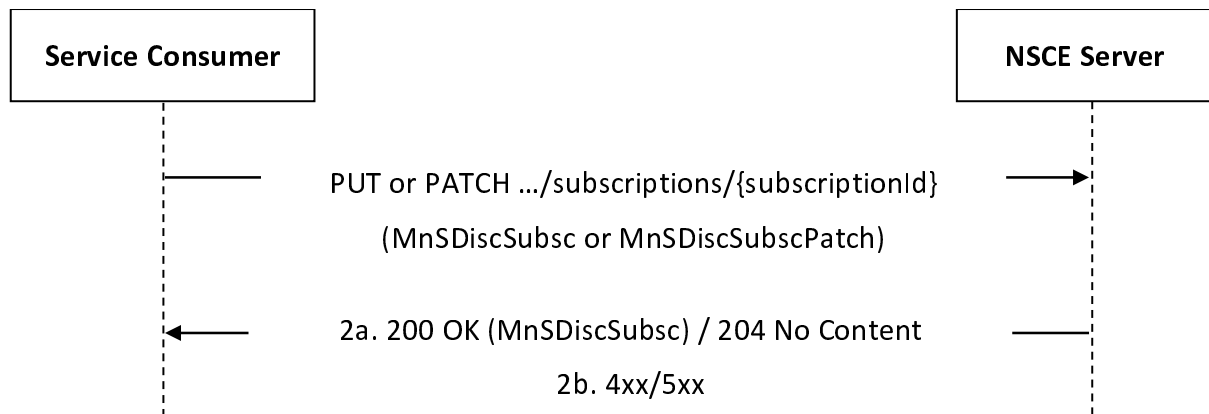 Service Consumer
NSCE Server
PUT or PATCH …/subscriptions/{subscriptionId}
(MnSDiscSubsc or MnSDiscSubscPatch)
2a. 200 OK (MnSDiscSubsc) / 204 No Content
2b. 4xx/5xx